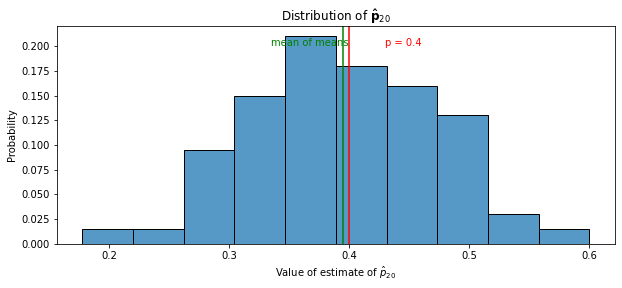 Distribution of p̂₂₀
mean of means
p = 0.4
Probability
0.200
0.175
0.150
0.125
0.100
0.075
0.050
0.025
0.000
0.2
0.3
0.4
0.5
0.6
Value of estimate of p̂₂₀